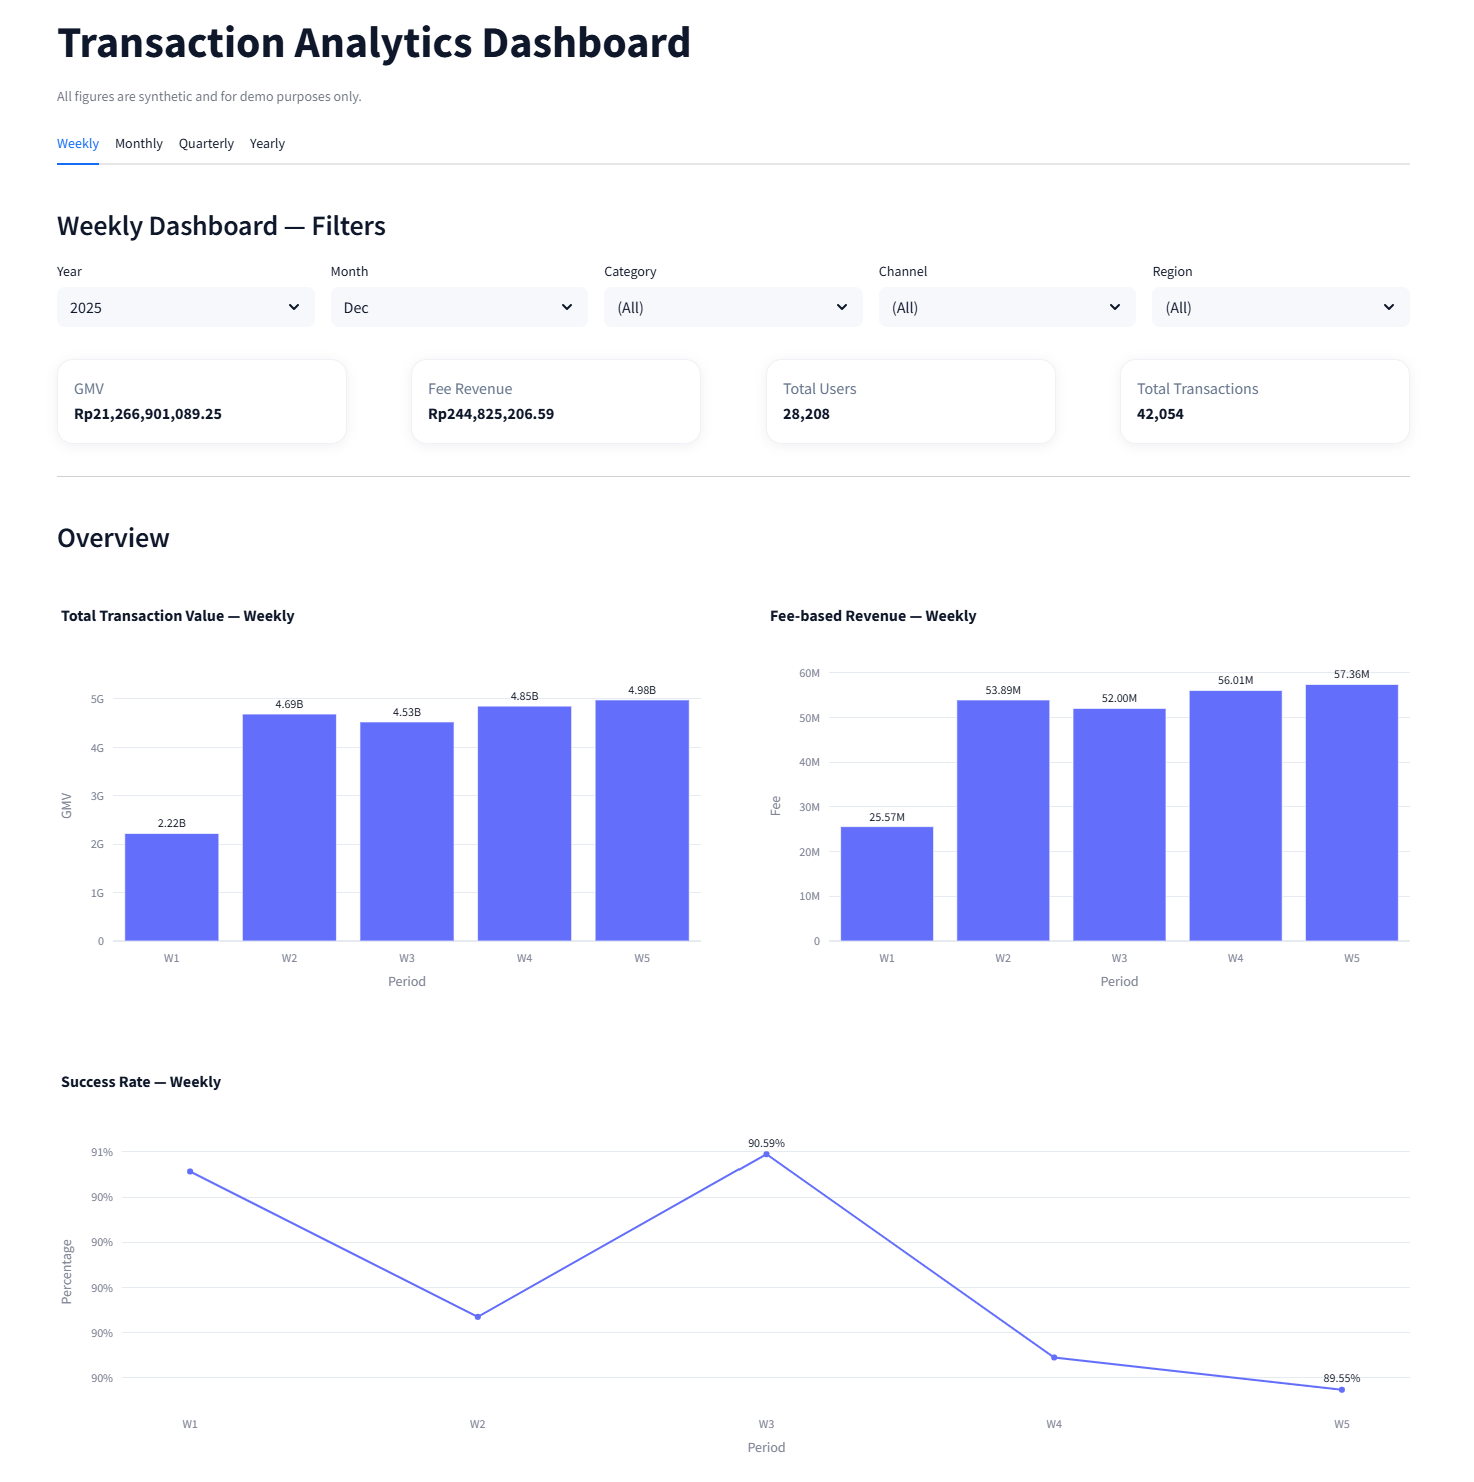 Transaction Analytics Dashboard
All figures are synthetic and for demo purposes only.
Weekly Monthly Quarterly Yearly
Weekly Dashboard — Filters
Year Month Category Channel Region
2025 Dec (All) (All) (All)
GMV Fee Revenue Total Users Total Transactions
Rp21,266,901,089.25 Rp244,825,206.59 28,208 42,054
Overview
Total Transaction Value — Weekly
5G
4G
3G
2G
1G
0
GMV
2.22B
4.69B
4.53B
4.85B
4.98B
W1 W2 W3 W4 W5
Period
Fee-based Revenue — Weekly
60M
50M
40M
30M
20M
10M
0
Fee
25.57M
53.89M
52.00M
56.01M
57.36M
W1 W2 W3 W4 W5
Period
Success Rate — Weekly
91%
90%
90%
90%
90%
90%
Percentage
90.59%
89.55%
W1 W2 W3 W4 W5
Period